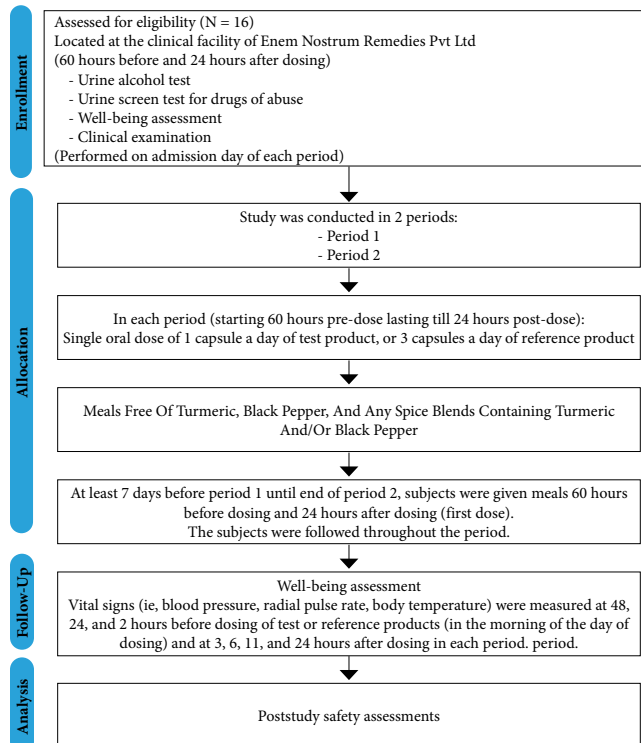 Enrollment
Assessed for eligibility (N = 16)
Located at the clinical facility of Enem Nostrum Remedies Pvt Ltd
(60 hours before and 24 hours after dosing)
- Urine alcohol test
- Urine screen test for drugs of abuse
- Well-being assessment
- Clinical examination
(Performed on admission day of each period)
Allocation
Study was conducted in 2 periods:
- Period 1
- Period 2
In each period (starting 60 hours pre-dose lasting till 24 hours post-dose):
Single oral dose of 1 capsule a day of test product, or 3 capsules a day of reference product
Meals Free Of Turmeric, Black Pepper, And Any Spice Blends Containing Turmeric
And/Or Black Pepper
At least 7 days before period 1 until end of period 2, subjects were given meals 60 hours
before dosing and 24 hours after dosing (first dose).
The subjects were followed throughout the period.
Follow-Up
Well-being assessment
Vital signs (ie, blood pressure, radial pulse rate, body temperature) were measured at 48,
24, and 2 hours before dosing of test or reference products (in the morning of the day of
dosing) and at 3, 6, 11, and 24 hours after dosing in each period. period.
Analysis
Poststudy safety assessments